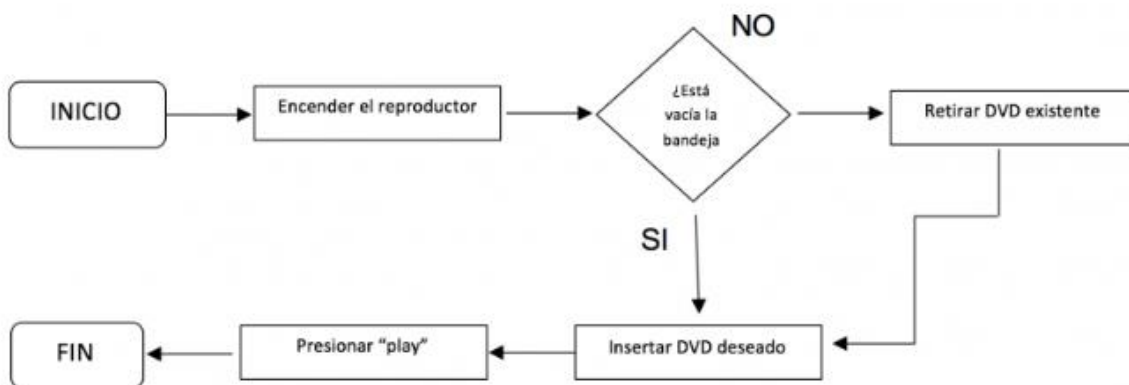 NO
INICIO
Encender el reproductor
¿Está
vacía la
bandeja
Retirar DVD existente
SI
FIN
Presionar “play”
Insertar DVD deseado